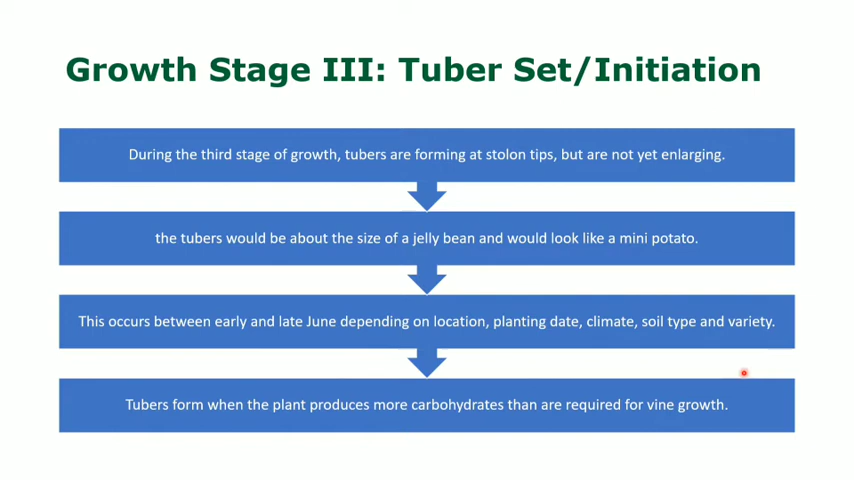 Growth Stage III: Tuber Set/Initiation
During the third stage of growth, tubers are forming at stolon tips, but are not yet enlarging.
the tubers would be about the size of a jelly bean and would look like a mini potato.
This occurs between early and late June depending on location, planting date, climate, soil type and variety.
Tubers form when the plant produces more carbohydrates than are required for vine growth.